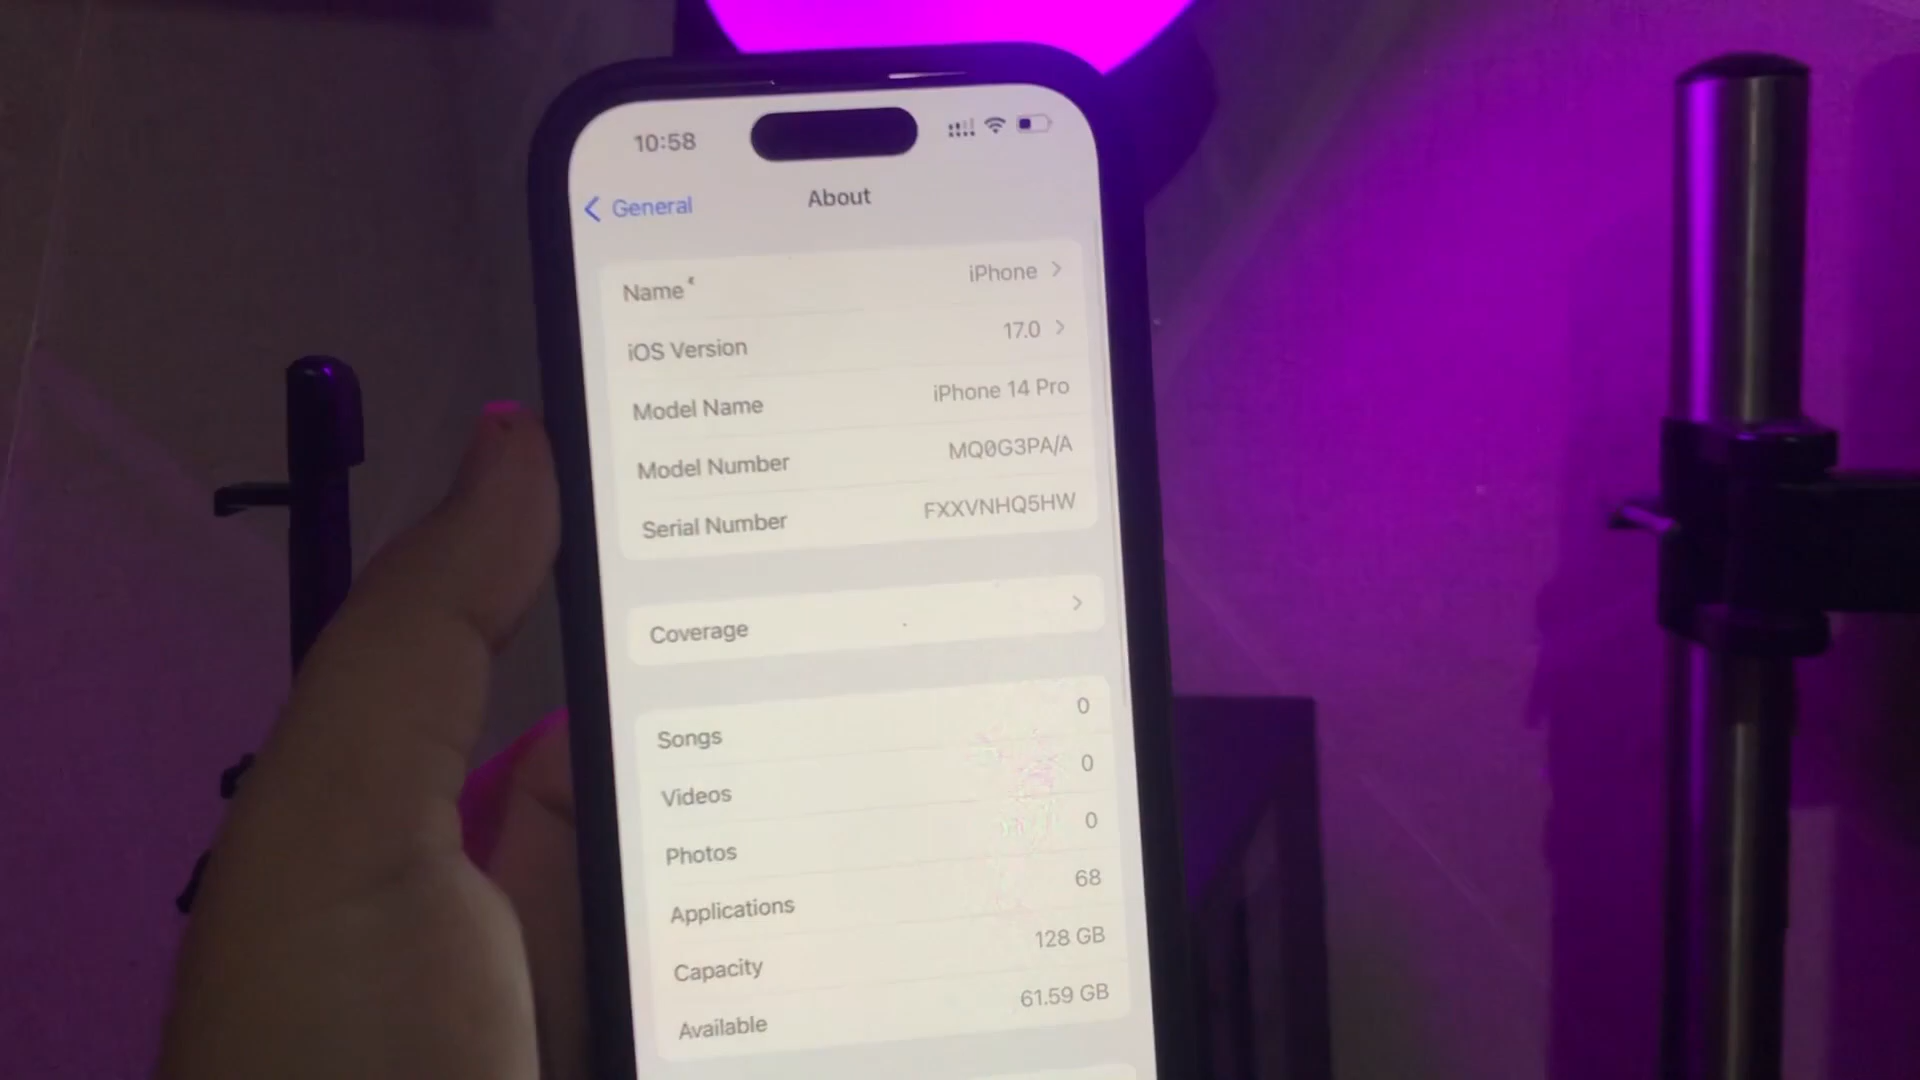 10:58
General
About
Name
iPhone
iOS Version
17.0
Model Name
iPhone 14 Pro
Model Number
MQ0G3PA/A
Serial Number
FXXVNHQ5HW
Coverage
Songs
0
Videos
0
Photos
0
Applications
68
Capacity
128 GB
Available
61.59 GB